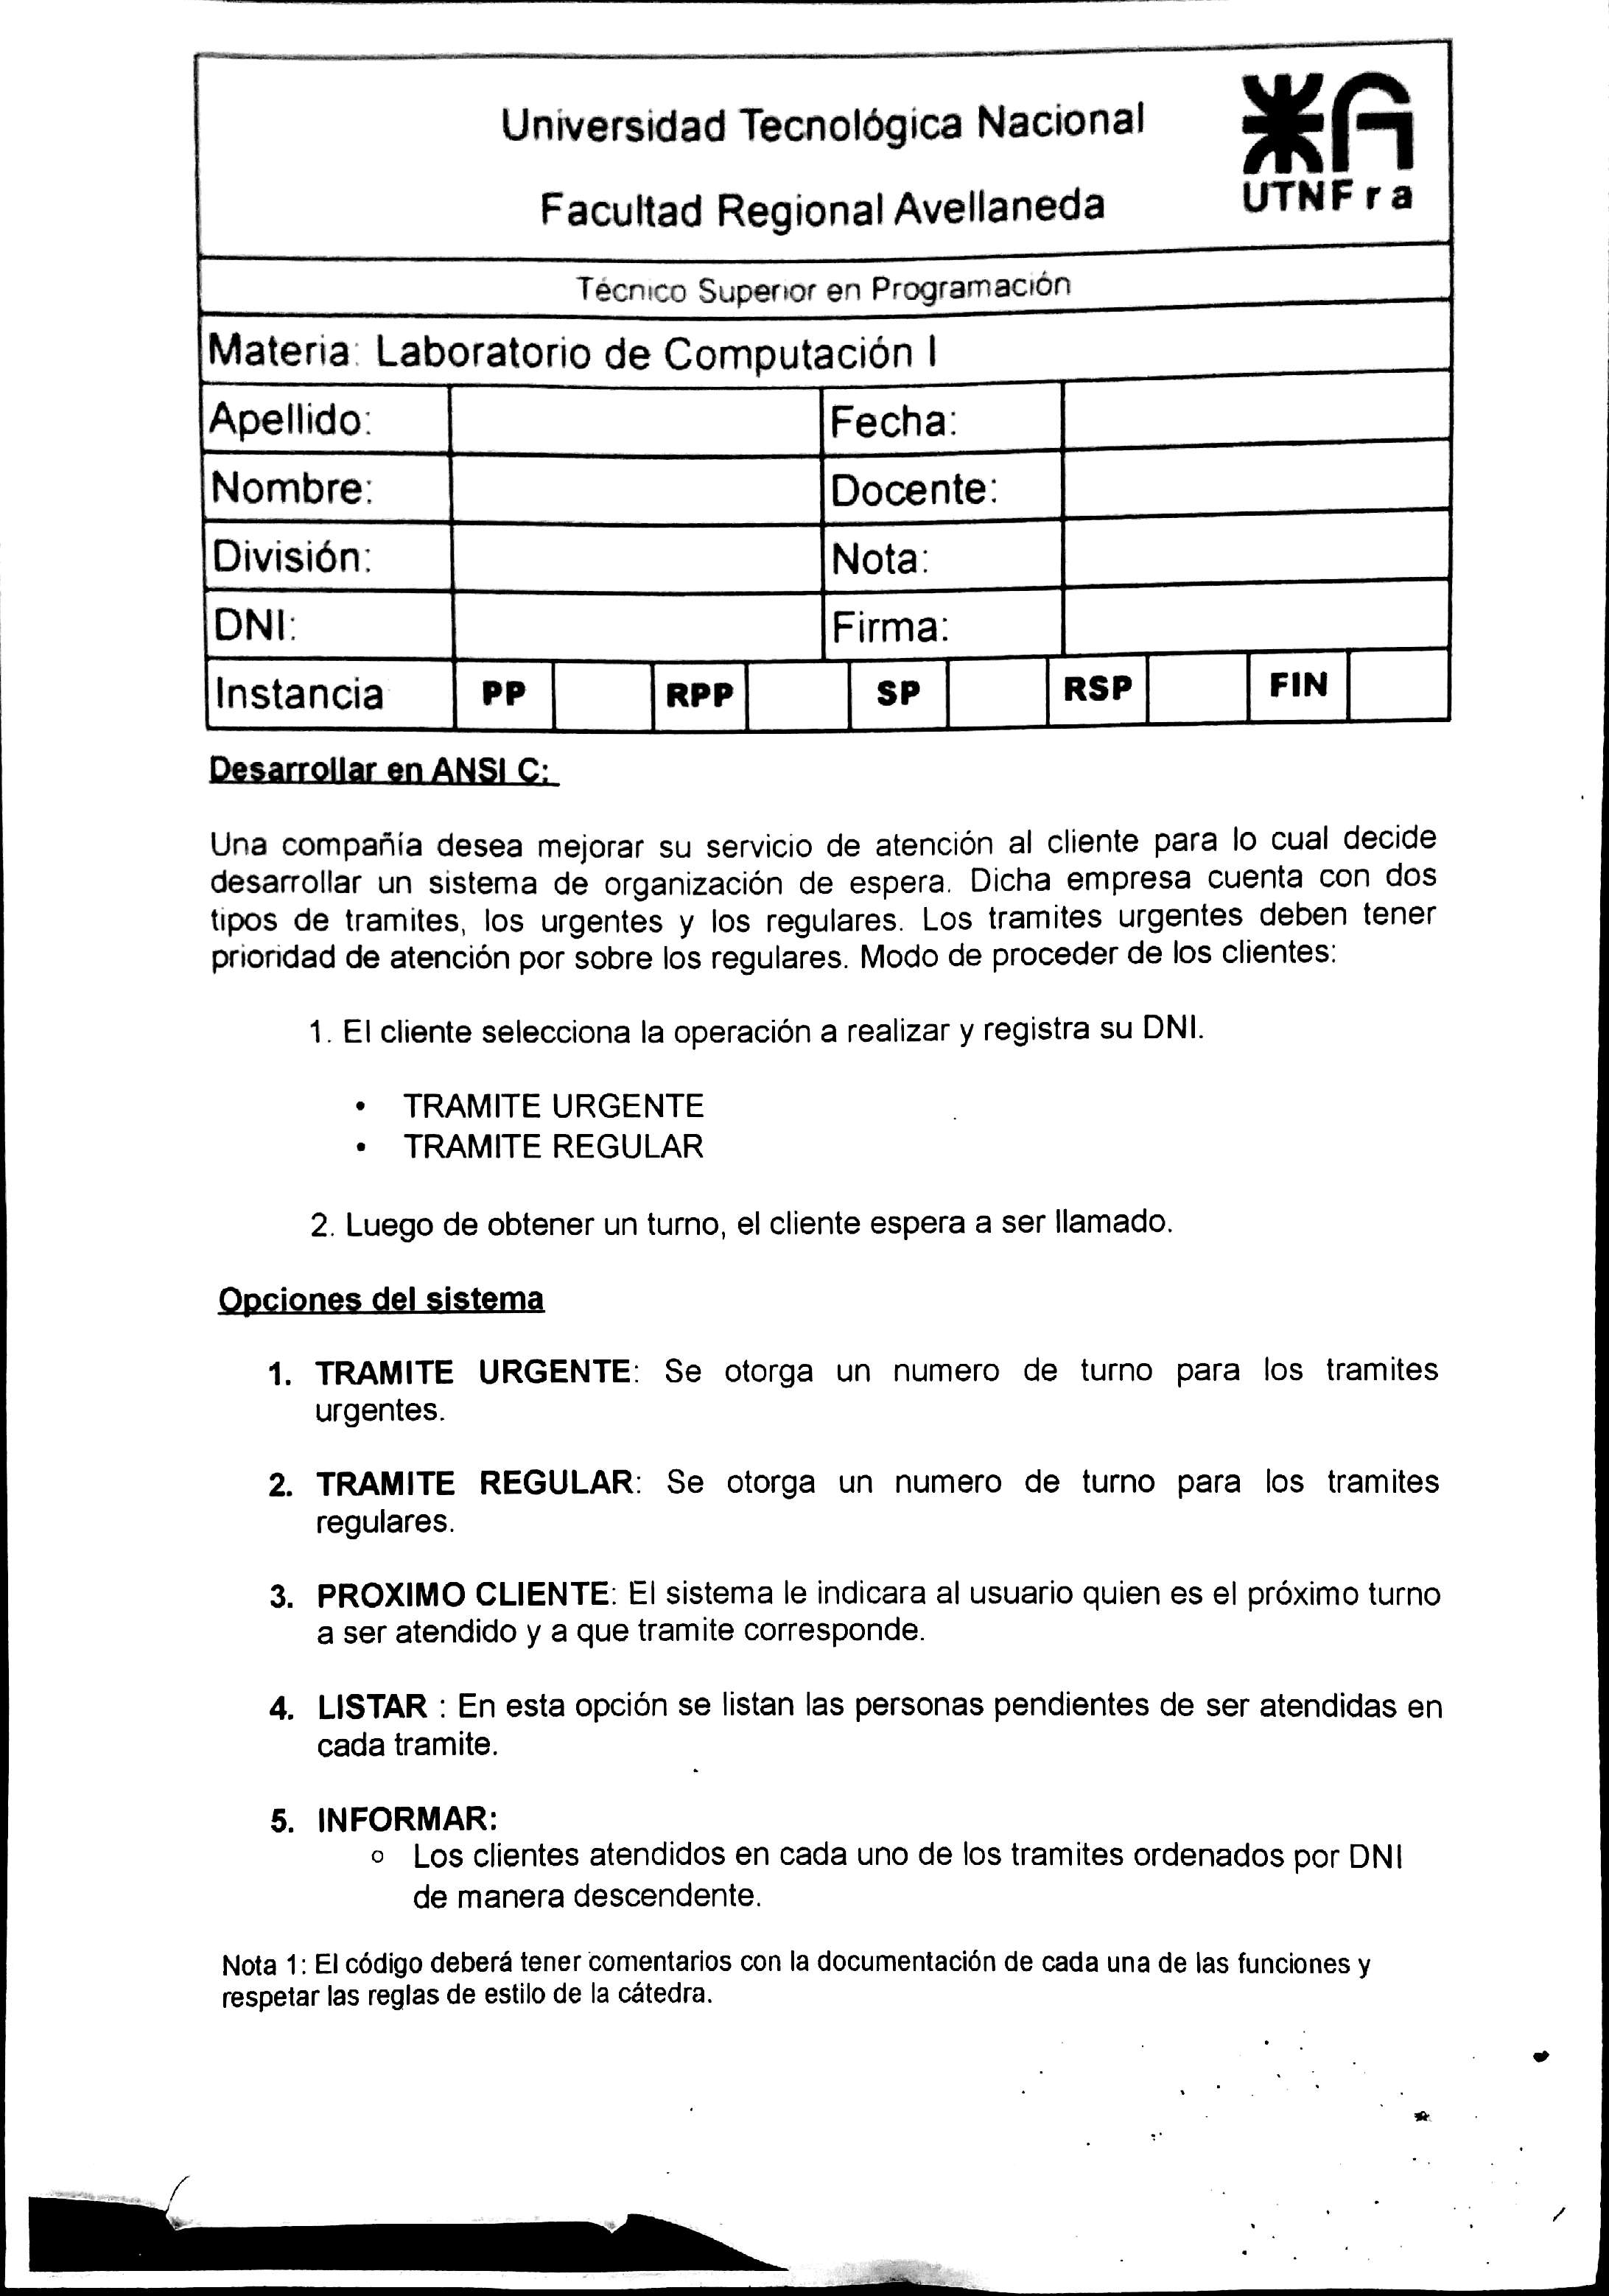 Universidad Tecnológica Nacional
Facultad Regional Avellaneda
UTNFra
Técnico Superior en Programación
Materia: Laboratorio de Computación I
Apellido: Fecha:
Nombre: Docente:
División: Nota:
DNI: Firma:
Instancia PP RPP SP RSP FIN
Desarrollar en ANSI C:
Una compañía desea mejorar su servicio de atención al cliente para lo cual decide
desarrollar un sistema de organización de espera. Dicha empresa cuenta con dos
tipos de tramites, los urgentes y los regulares. Los tramites urgentes deben tener
prioridad de atención por sobre los regulares. Modo de proceder de los clientes:
1. El cliente selecciona la operación a realizar y registra su DNI.
• TRAMITE URGENTE
• TRAMITE REGULAR
2. Luego de obtener un turno, el cliente espera a ser llamado.
Opciones del sistema
1. TRAMITE URGENTE: Se otorga un numero de turno para los tramites
urgentes.
2. TRAMITE REGULAR: Se otorga un numero de turno para los tramites
regulares.
3. PROXIMO CLIENTE: El sistema le indicara al usuario quien es el próximo turno
a ser atendido y a que tramite corresponde.
4. LISTAR : En esta opción se listan las personas pendientes de ser atendidas en
cada tramite.
5. INFORMAR:
o Los clientes atendidos en cada uno de los tramites ordenados por DNI
de manera descendente.
Nota 1: El código deberá tener comentarios con la documentación de cada una de las funciones y
respetar las reglas de estilo de la cátedra.